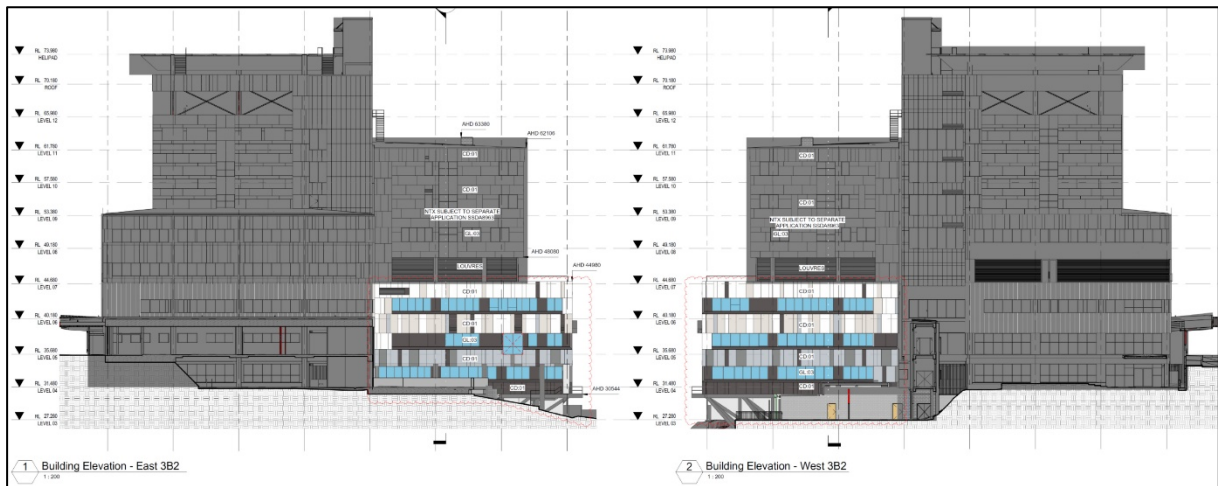 RL 73.980
HELIPAD
RL 70.180
ROOF
RL 65.980
LEVEL 12
RL 61.780
LEVEL 11
RL 57.580
LEVEL 10
RL 53.380
LEVEL 09
RL 49.180
LEVEL 08
RL 44.680
LEVEL 07
RL 40.180
LEVEL 06
RL 35.680
LEVEL 05
RL 31.480
LEVEL 04
RL 27.280
LEVEL 03
AHD 63380
AHD 62106
CD:01
CD:01
NTX SUBJECT TO SEPARATE
GL:03
AHD 48080
LOUVRES
AHD 44980
CD:01
CD:01
GL:03
CD:01
CD:01
AHD 30544
1
Building Elevation - East 3B2
1 : 200
RL 73.980
HELIPAD
RL 70.180
ROOF
RL 65.980
LEVEL 12
RL 61.780
LEVEL 11
RL 57.580
LEVEL 10
RL 53.380
LEVEL 09
RL 49.180
LEVEL 08
RL 44.680
LEVEL 07
RL 40.180
LEVEL 06
RL 35.680
LEVEL 05
RL 31.480
LEVEL 04
RL 27.280
LEVEL 03
CD:01
CD:01
NTX SUBJECT TO SEPARATE
GL:03
LOUVRES
CD:01
CD:01
CD:01
GL:03
CD:01
2
Building Elevation - West 3B2
1 : 200